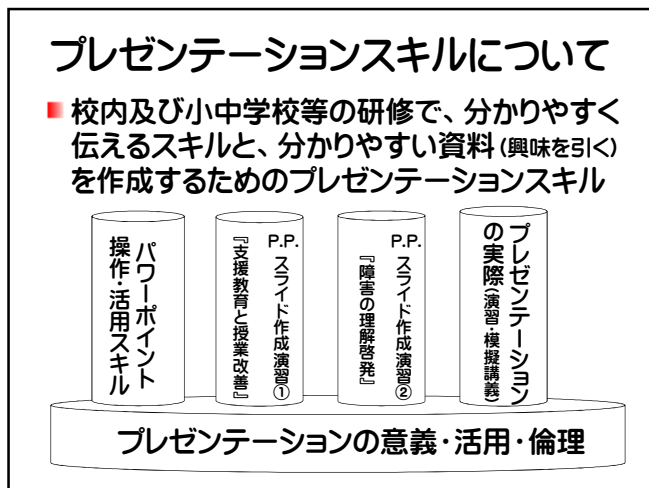 プレゼンテーションスキルについて
校内及び小中学校等の研修で、分かりやすく
伝えるスキルと、分かりやすい資料(興味を引く)
を作成するためのプレゼンテーションスキル
パワーポイント
操作・活用スキル
P.P.スライド作成演習①
『支援教育と授業改善』
P.P.スライド作成演習②
『障害の理解啓発』
プレゼンテーション
の実際(演習・模擬講義)
プレゼンテーションの意義・活用・倫理